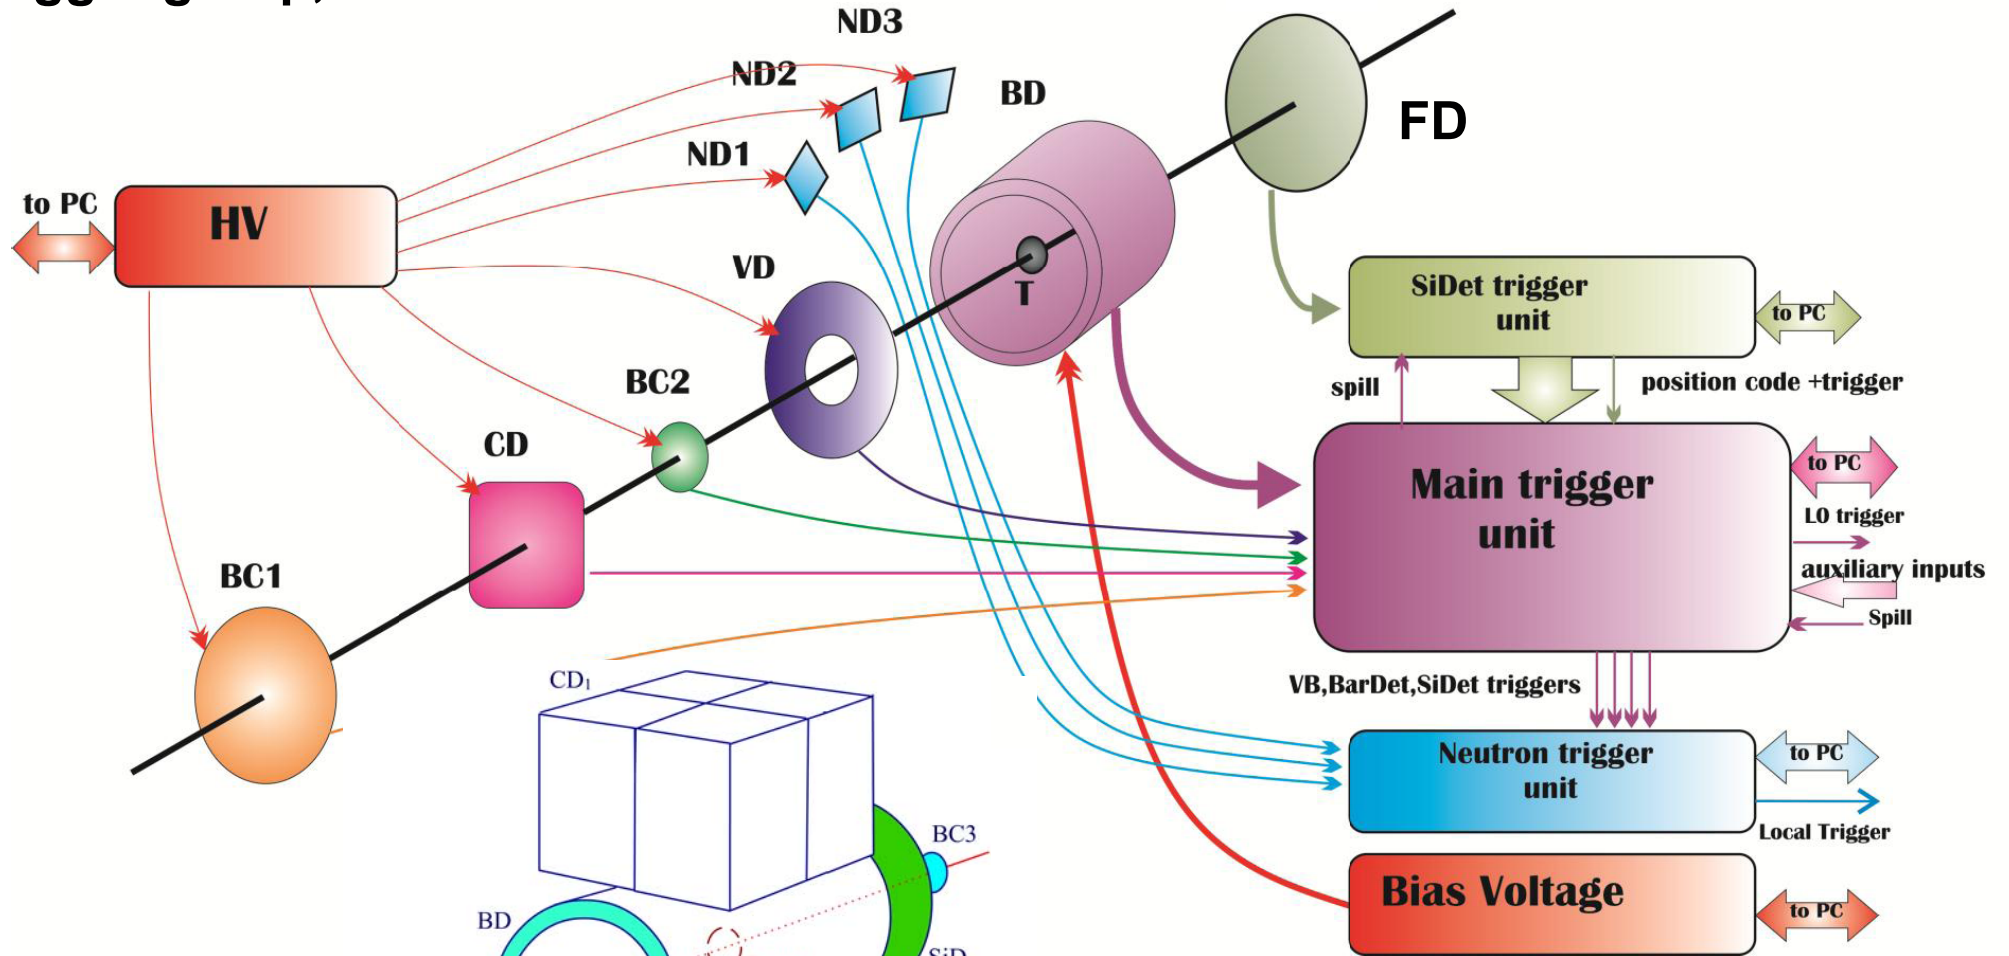 ND3
ND2
BD
FD
ND1
to PC
HV
VD
T
SiDet trigger
unit
to PC
BC2
spill
position code +trigger
CD
Main trigger
unit
to PC
LO trigger
auxiliary inputs
Spill
BC1
VB,BarDet,SiDet triggers
CD1
Neutron trigger
unit
to PC
Local Trigger
BC3
BD
Bias Voltage
to PC
SiD